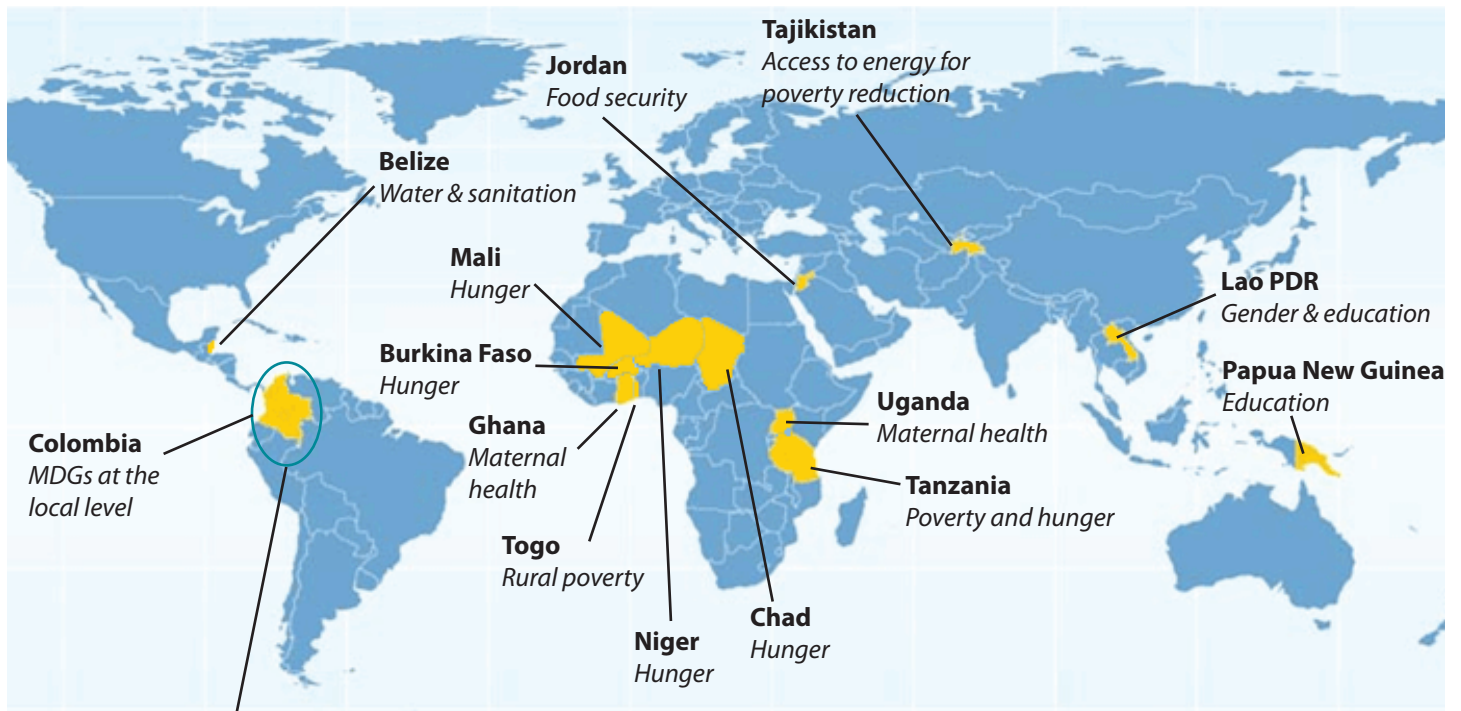 Tajikistan
Access to energy for
poverty reduction
Jordan
Food security
Belize
Water & sanitation
Mali
Hunger
Lao PDR
Gender & education
Burkina Faso
Hunger
Papua New Guinea
Education
Uganda
Maternal health
Ghana
Maternal
health
Colombia
MDGs at the
local level
Tanzania
Poverty and hunger
Togo
Rural poverty
Chad
Hunger
Niger
Hunger